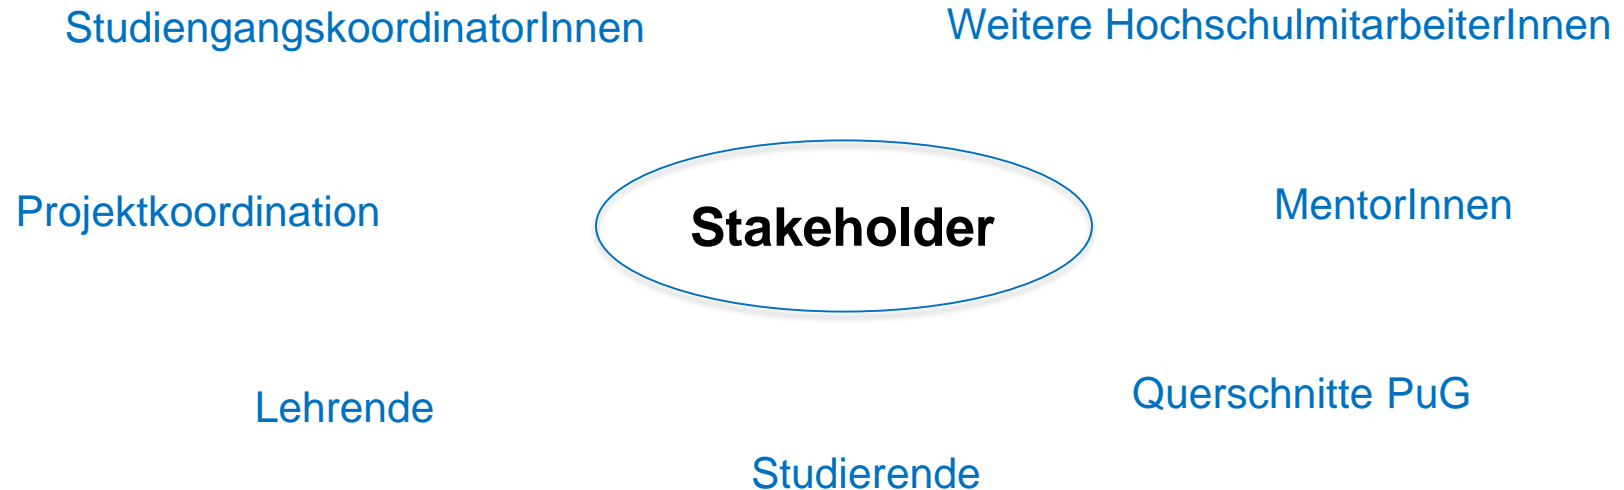 StudiengangskoordinatorInnen
Weitere HochschulmitarbeiterInnen
Projektkoordination
Stakeholder
MentorInnen
Lehrende
Querschnitte PuG
Studierende